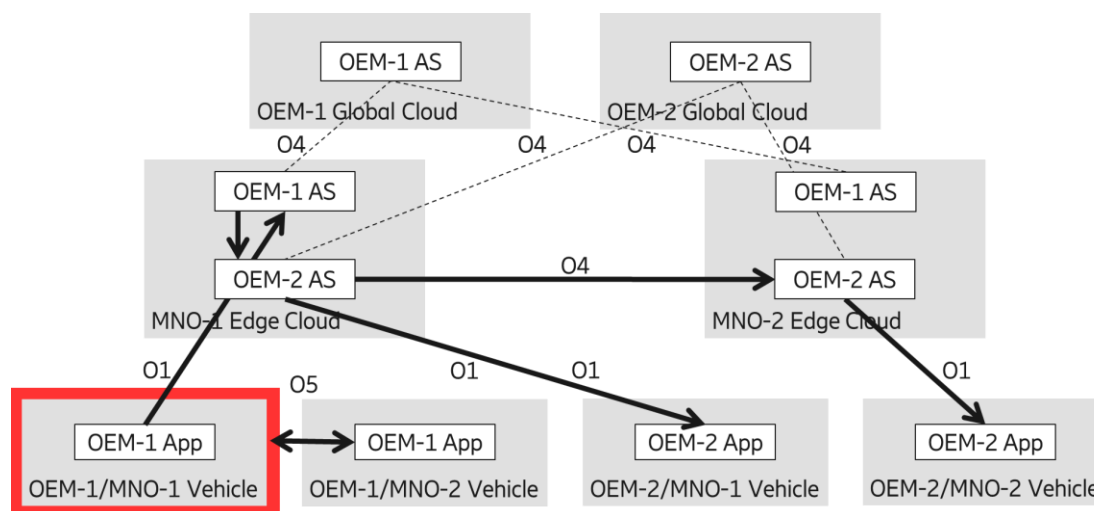 OEM-1 AS
OEM-2 AS
OEM-1 Global Cloud
OEM-2 Global Cloud
O4
O4
O4
O4
OEM-1 AS
OEM-1 AS
OEM-2 AS
O4
OEM-2 AS
MNO-1 Edge Cloud
MNO-2 Edge Cloud
O1
O5
O1
O1
O1
OEM-1 App
OEM-1 App
OEM-2 App
OEM-2 App
OEM-1/MNO-1 Vehicle
OEM-1/MNO-2 Vehicle
OEM-2/MNO-1 Vehicle
OEM-2/MNO-2 Vehicle